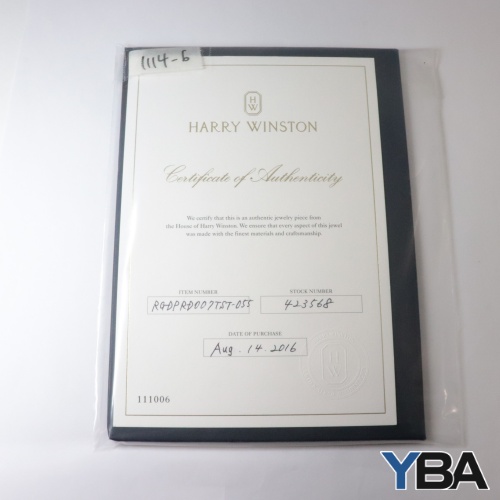 1114-6
HW
HARRY WINSTON
Certificate of Authenticity
We certify that this is an authentic jewelry piece from
the House of Harry Winston. We ensure that every aspect of this jewel
was made with the finest materials and craftsmanship.
ITEM NUMBER
STOCK NUMBER
RGDPRD007TST-055
423568
DATE OF PURCHASE
Aug. 14. 2016
111006
YBA